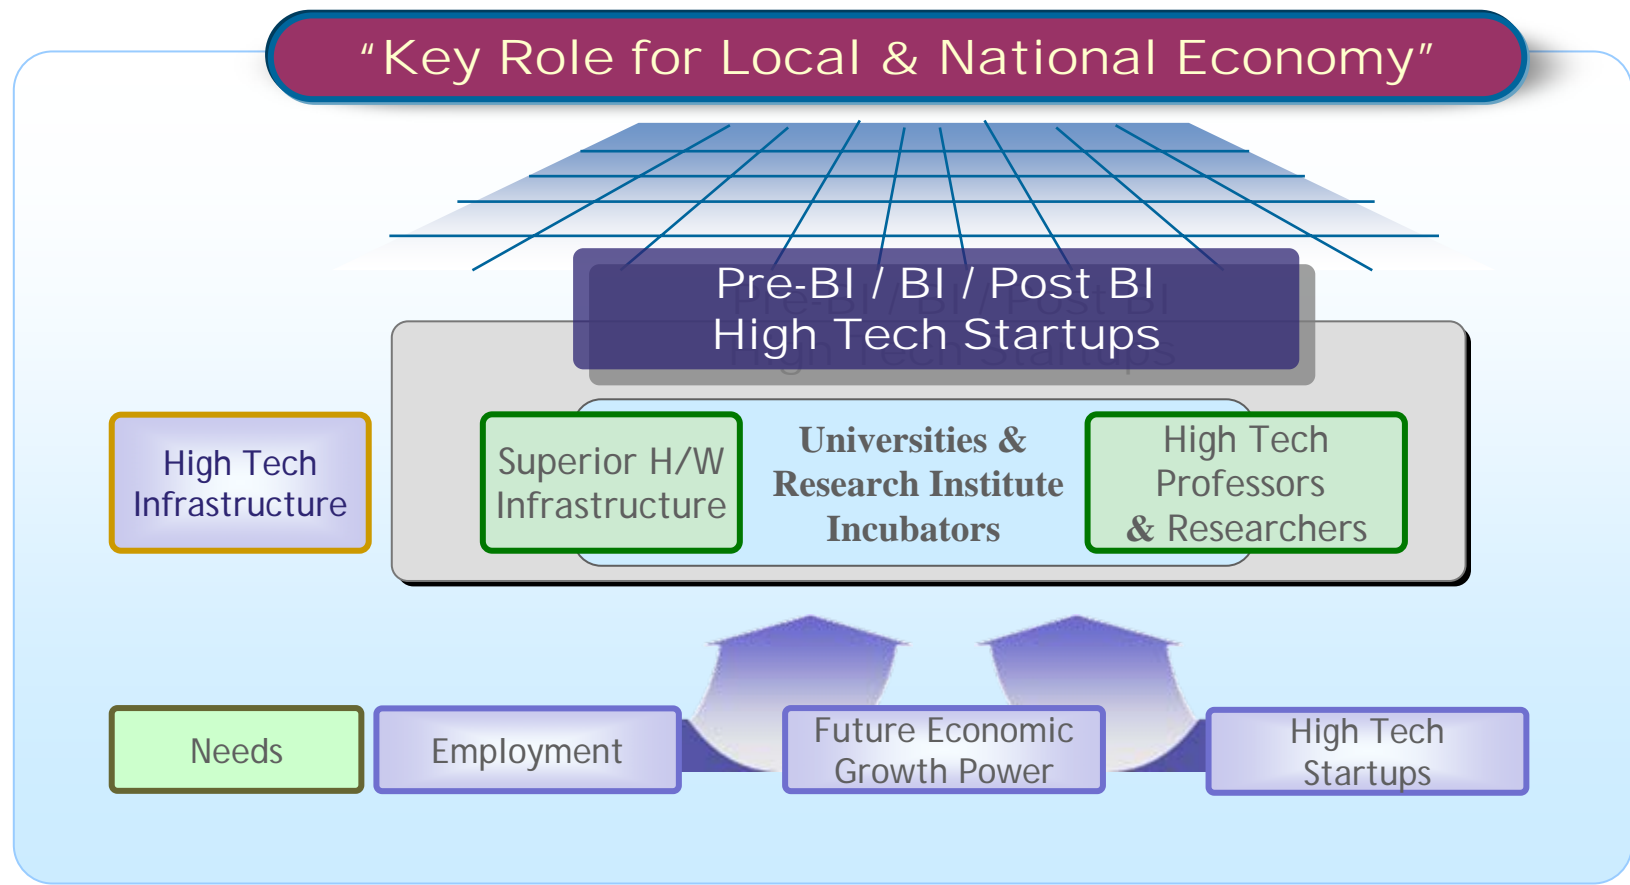 “Key Role for Local & National Economy”
Pre-BI / BI / Post BI
High Tech Startups
High Tech
Infrastructure
Superior H/W
Infrastructure
Universities &
Research Institute
Incubators
High Tech
Professors
& Researchers
Needs
Employment
Future Economic
Growth Power
High Tech
Startups